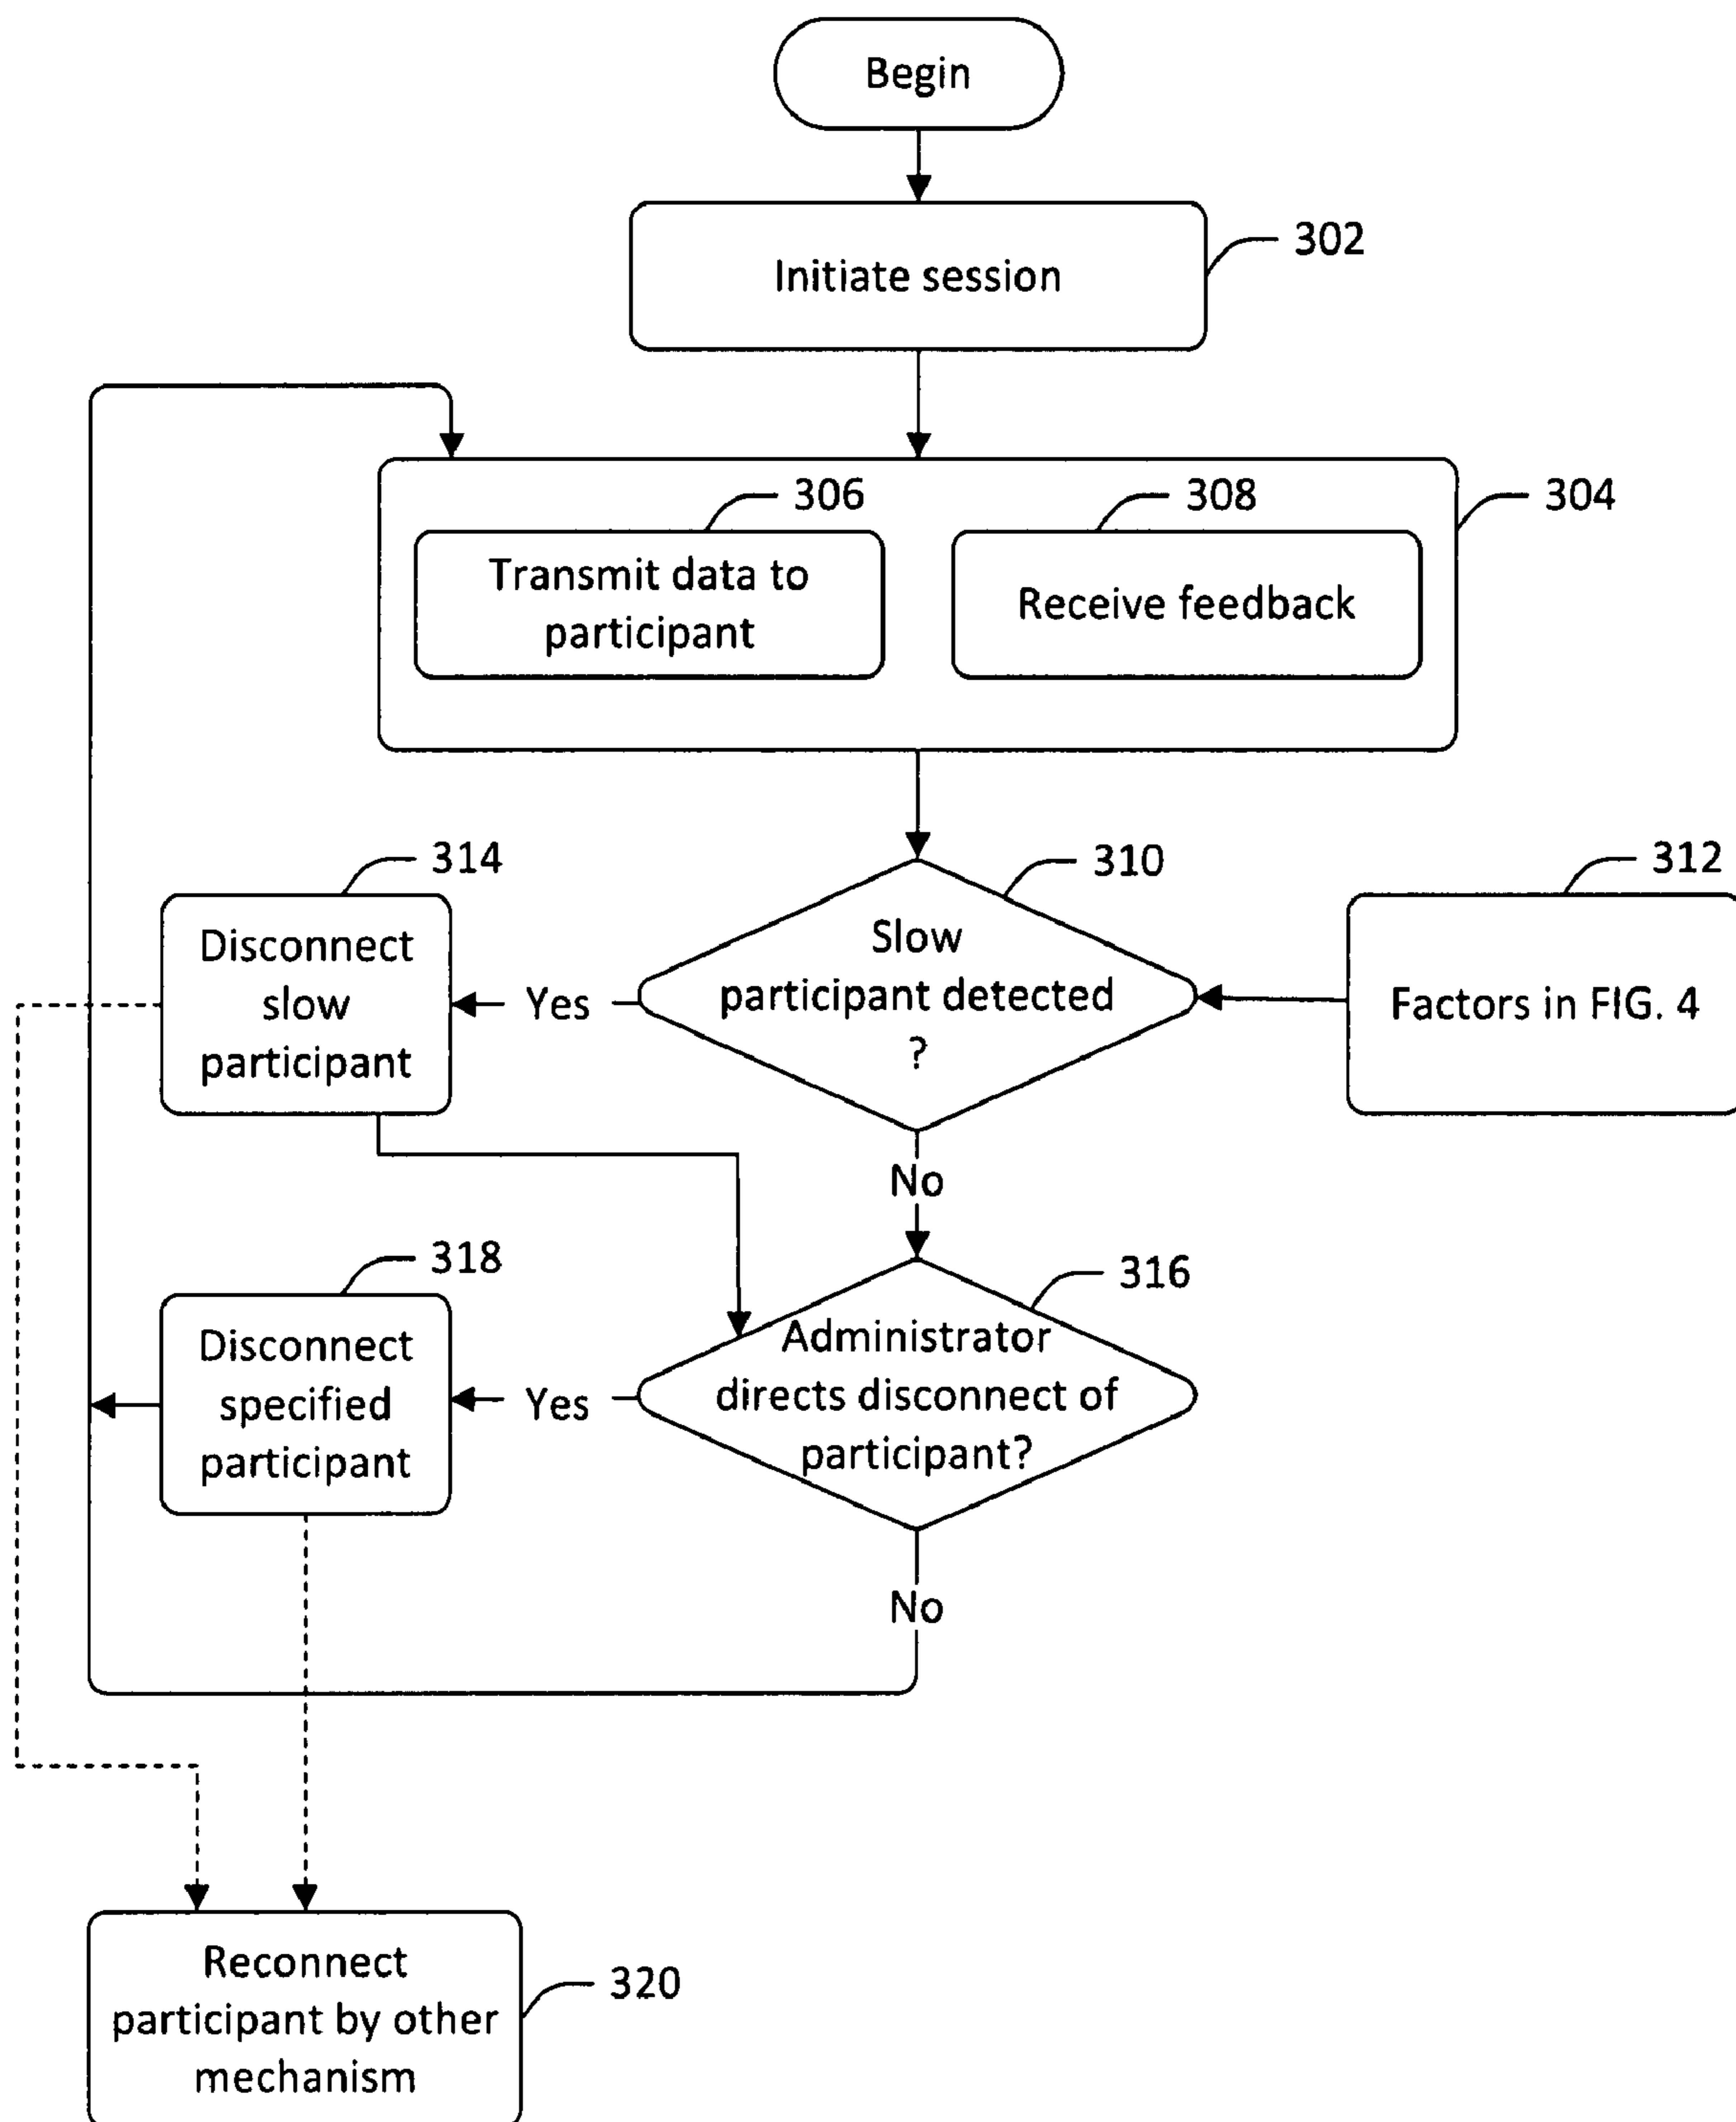 Begin
302
Initiate session
306
308
304
Transmit data to
participant
Receive feedback
314
310
312
Disconnect
slow
participant
Yes
Slow
participant detected
?
Factors in FIG. 4
No
318
316
Disconnect
specified
participant
Yes
Administrator
directs disconnect of
participant?
No
Reconnect
participant by other
mechanism
320